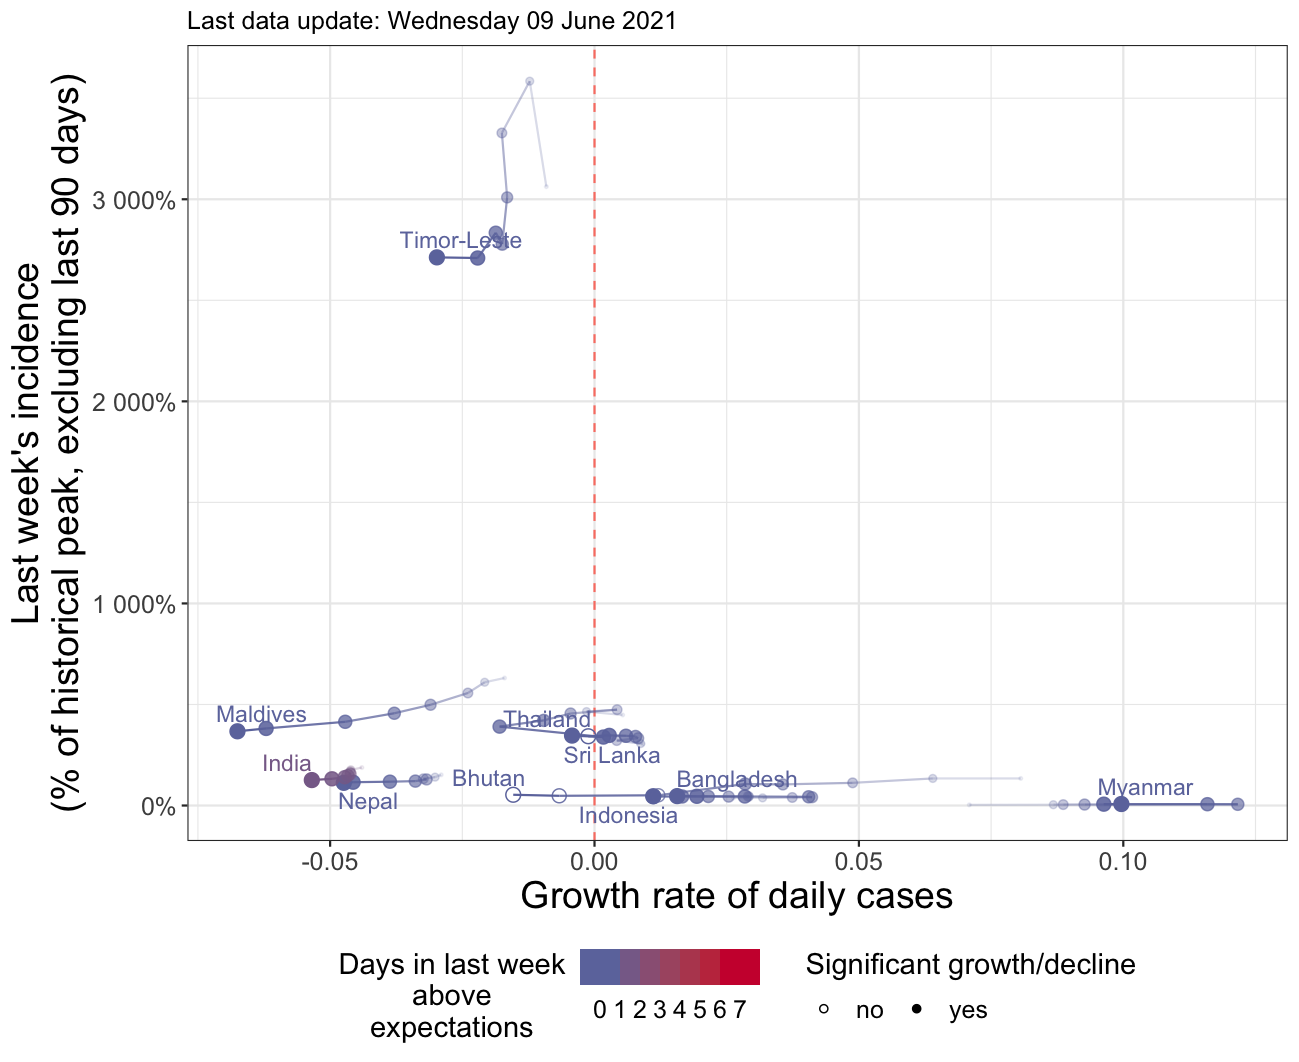 Last data update: Wednesday 09 June 2021
Last week's incidence
(% of historical peak, excluding last 90 days)
3 000%
2 000%
1 000%
0%
Timor-Leste
Maldives
Thailand
Sri Lanka
India
Nepal
Bhutan
Bangladesh
Indonesia
Myanmar
-0.05
0.00
0.05
0.10
Growth rate of daily cases
Days in last week
above
expectations
0 1 2 3 4 5 6 7
Significant growth/decline
no
yes